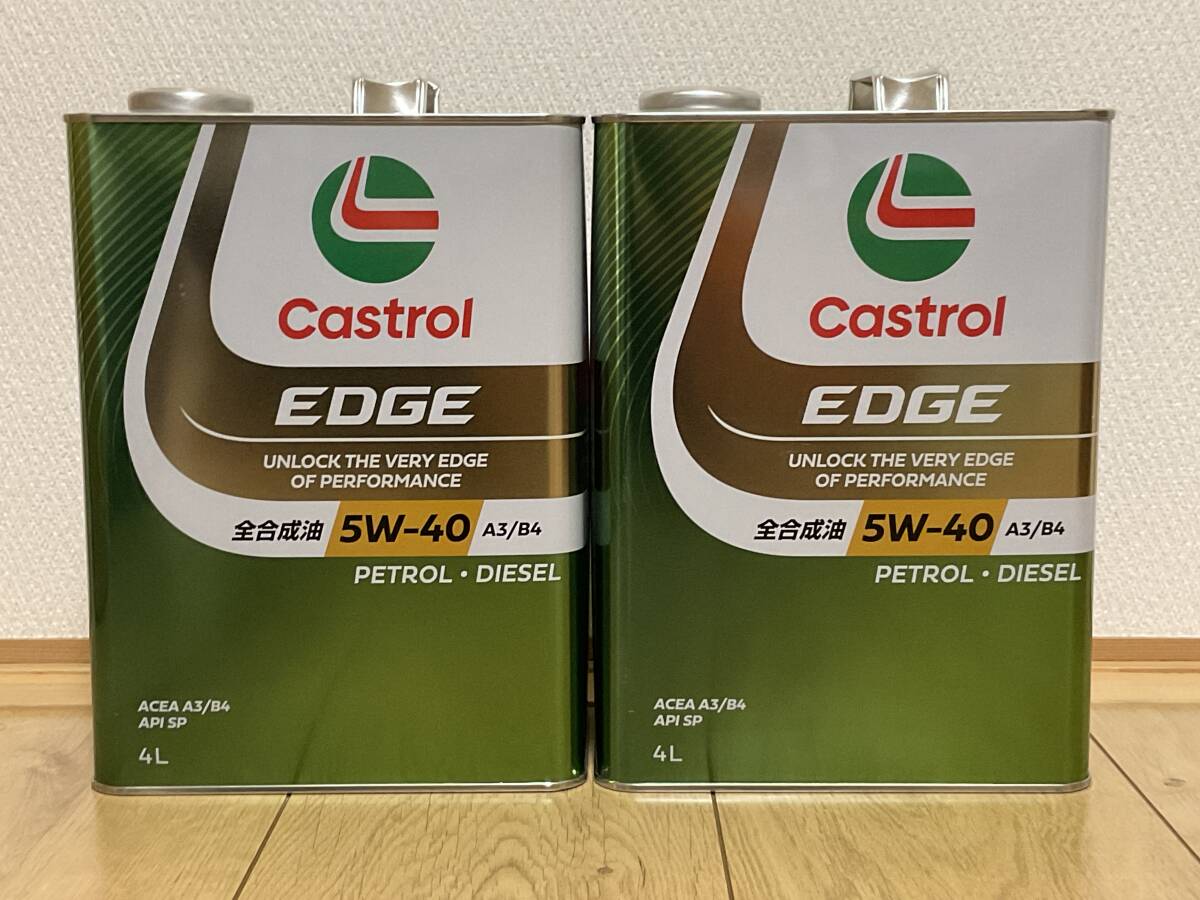 Castrol
EDGE
UNLOCK THE VERY EDGE
OF PERFORMANCE
全合成油 5W-40 A3/B4
PETROL • DIESEL
ACEA A3/B4
API SP
4L
Castrol
EDGE
UNLOCK THE VERY EDGE
OF PERFORMANCE
全合成油 5W-40 A3/B4
PETROL • DIESEL
ACEA A3/B4
API SP
4L